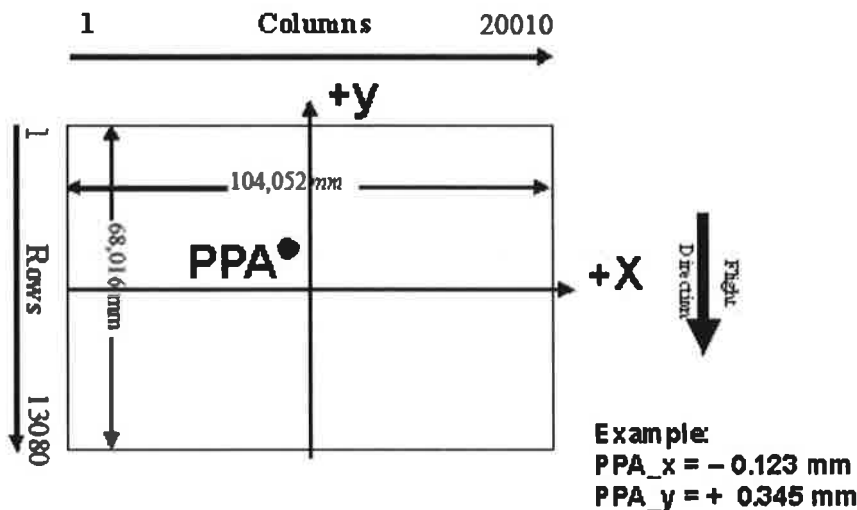 1 Columns 20010
+y
104,052 mm
1 Rows 13080
68,016 mm
PPA
+X
Flight
Direction
Example:
PPA_x = – 0.123 mm
PPA_y = + 0.345 mm